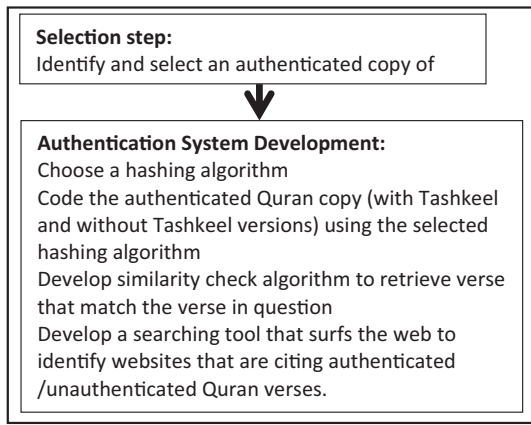 Selection step:
Identify and select an authenticated copy of
Authentication System Development:
Choose a hashing algorithm
Code the authenticated Quran copy (with Tashkeel
and without Tashkeel versions) using the selected
hashing algorithm
Develop similarity check algorithm to retrieve verse
that match the verse in question
Develop a searching tool that surfs the web to
identify websites that are citing authenticated
/unauthenticated Quran verses.